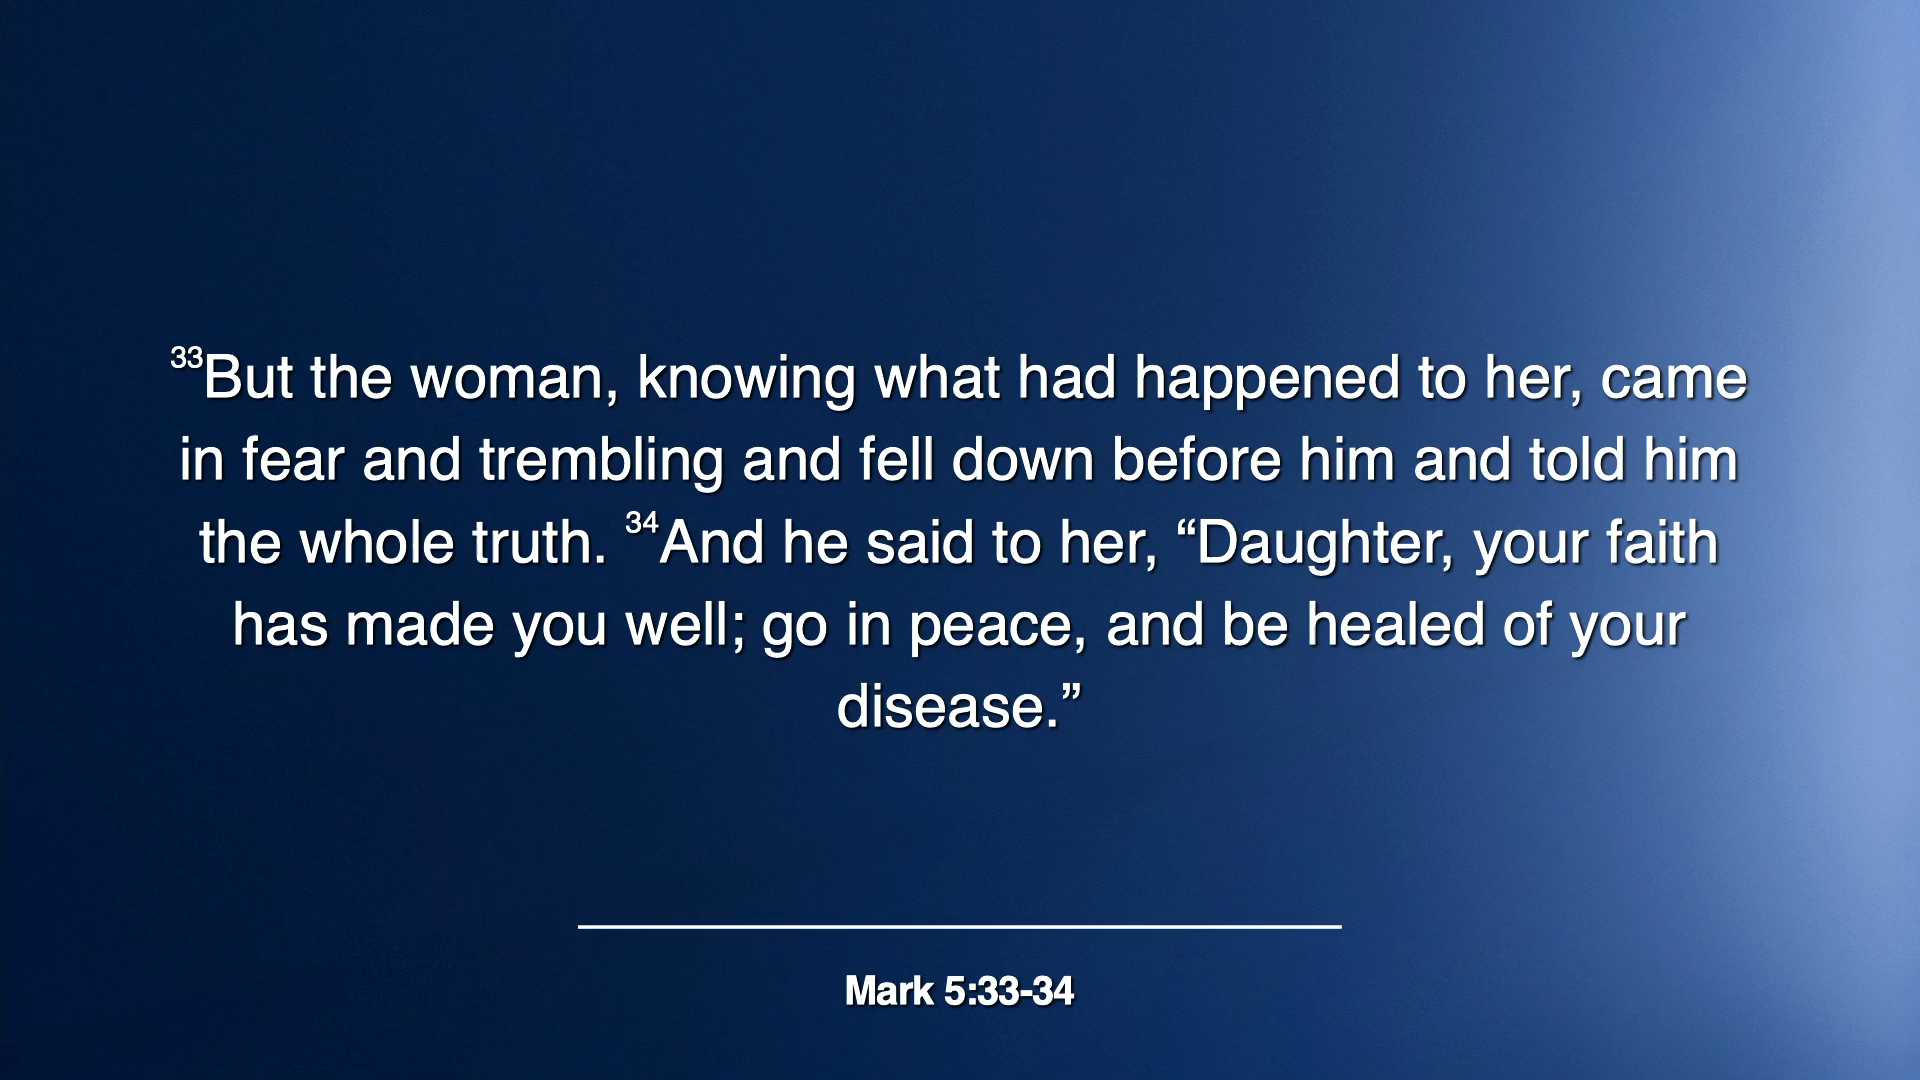 ³³But the woman, knowing what had happened to her, came
in fear and trembling and fell down before him and told him
the whole truth. ³⁴And he said to her, “Daughter, your faith
has made you well; go in peace, and be healed of your
disease.”
Mark 5:33-34